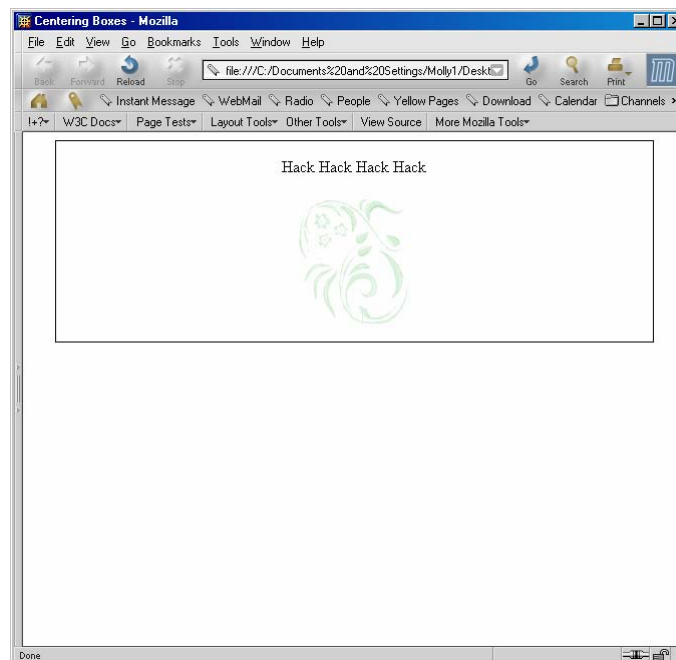 Centering Boxes - Mozilla
File Edit View Go Bookmarks Tools Window Help
Back Forward Reload Stop file:///C:/Documents%20and%20Settings/Molly1/Deskt Go Search Print
Instant Message WebMail Radio People Yellow Pages Download Calendar Channels
!+? W3C Docs Page Tests Layout Tools Other Tools View Source More Mozilla Tools
Hack Hack Hack Hack
Done